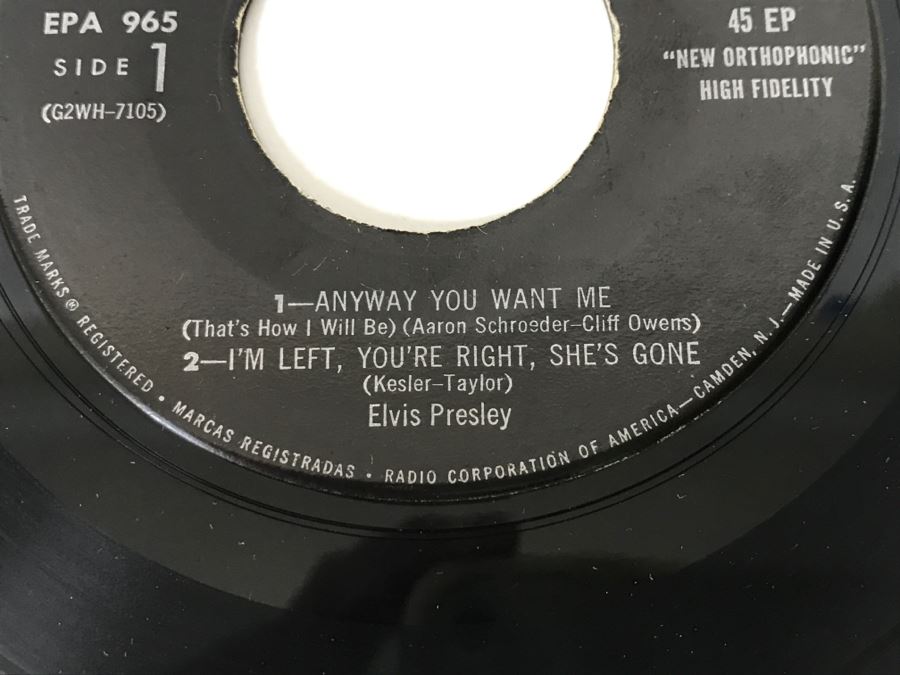 EPA 965
SIDE 1
(G2WH-7105)
45 EP
"NEW ORTHOPHONIC"
HIGH FIDELITY
1—ANYWAY YOU WANT ME
(That's How I Will Be) (Aaron Schroeder-Cliff Owens)
2—I'M LEFT, YOU'RE RIGHT, SHE'S GONE
(Kesler-Taylor)
Elvis Presley
TRADE MARKS ® REGISTERED • MARCAS REGISTRADAS • RADIO CORPORATION OF AMERICA—CAMDEN, N. J.—MADE IN U. S. A.